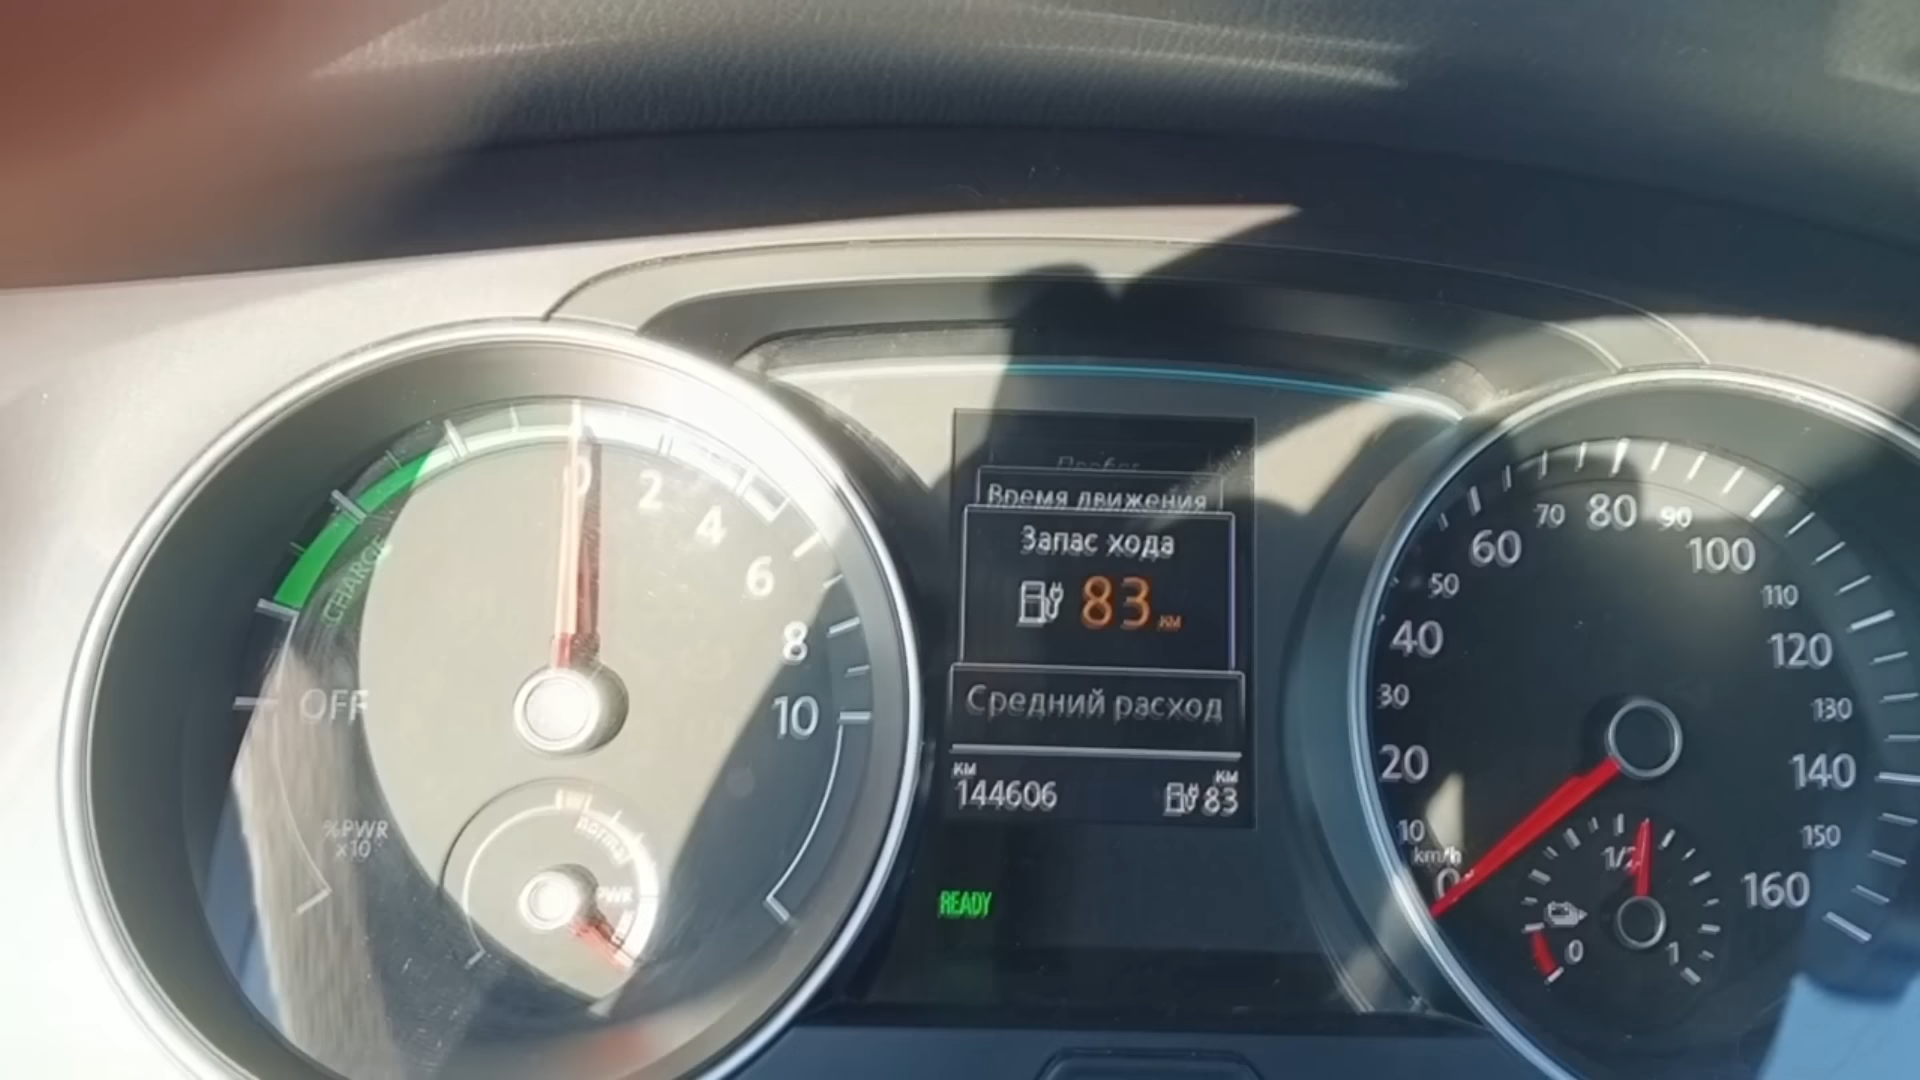 0
2
4
6
8
10
CHARGE
OFF
%PWR
x10
PWR
Время движения
Запас хода
83 км
Средний расход
км км
144606 83
READY
0
10
20
30
40
50
60
70
80
90
100
110
120
130
140
150
160
km/h
1/2
0
1